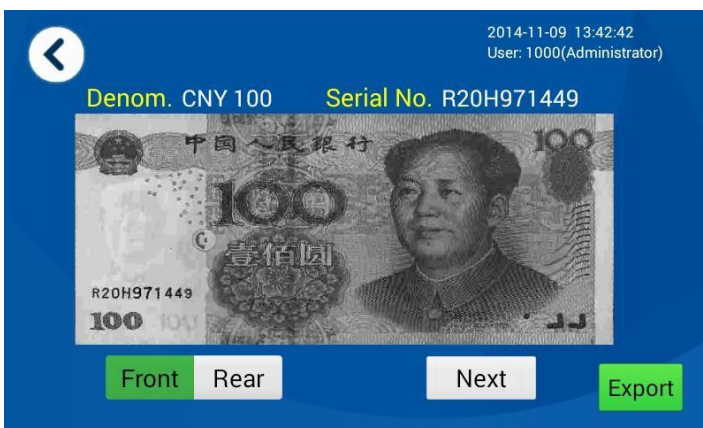 2014-11-09 13:42:42
User: 1000(Administrator)
Denom. CNY 100 Serial No. R20H971449
中国人民银行 100
100
壹佰圆
R20H971449
100 100
Front Rear Next Export